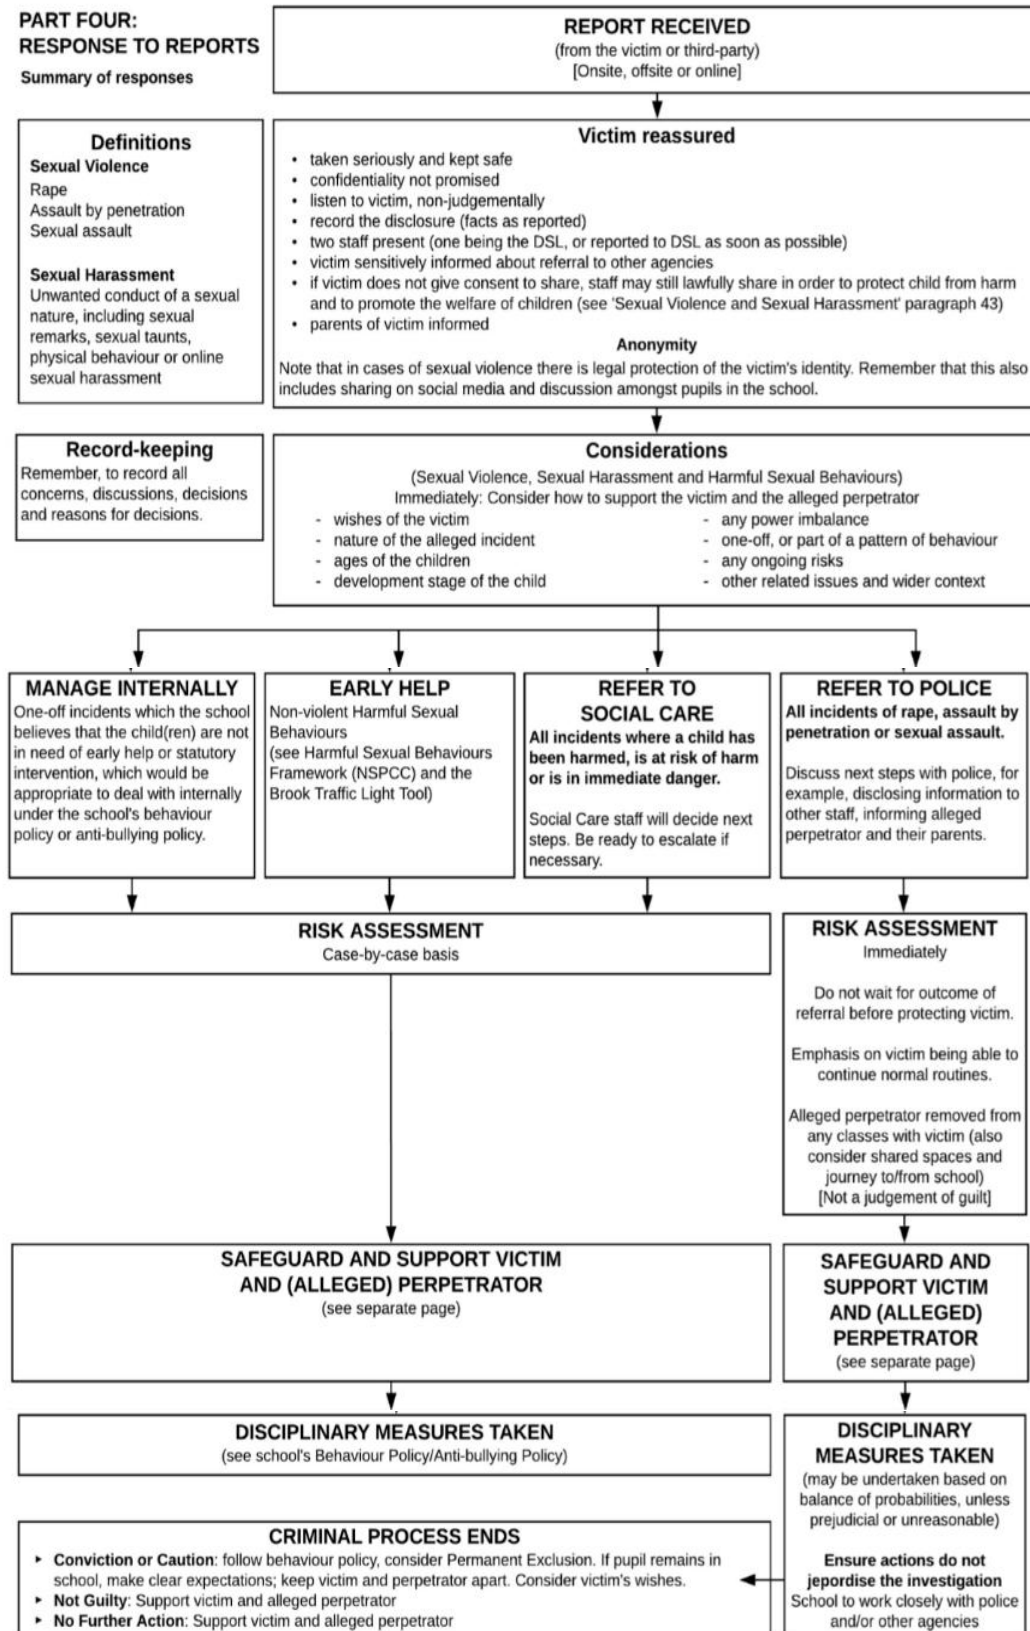 PART FOUR:
RESPONSE TO REPORTS
Summary of responses
REPORT RECEIVED
(from the victim or third-party)
[Onsite, offsite or online]
Definitions
Sexual Violence
Rape
Assault by penetration
Sexual assault
Sexual Harassment
Unwanted conduct of a sexual
nature, including sexual
remarks, sexual taunts,
physical behaviour or online
sexual harassment
Victim reassured
• taken seriously and kept safe
• confidentiality not promised
• listen to victim, non-judgementally
• record the disclosure (facts as reported)
• two staff present (one being the DSL, or reported to DSL as soon as possible)
• victim sensitively informed about referral to other agencies
• if victim does not give consent to share, staff may still lawfully share in order to protect child from harm
and to promote the welfare of children (see 'Sexual Violence and Sexual Harassment' paragraph 43)
• parents of victim informed
Anonymity
Note that in cases of sexual violence there is legal protection of the victim's identity. Remember that this also
includes sharing on social media and discussion amongst pupils in the school.
Record-keeping
Remember, to record all
concerns, discussions, decisions
and reasons for decisions.
Considerations
(Sexual Violence, Sexual Harassment and Harmful Sexual Behaviours)
Immediately: Consider how to support the victim and the alleged perpetrator
- wishes of the victim
- nature of the alleged incident
- ages of the children
- development stage of the child
- any power imbalance
- one-off, or part of a pattern of behaviour
- any ongoing risks
- other related issues and wider context
MANAGE INTERNALLY
One-off incidents which the school
believes that the child(ren) are not
in need of early help or statutory
intervention, which would be
appropriate to deal with internally
under the school's behaviour
policy or anti-bullying policy.
EARLY HELP
Non-violent Harmful Sexual
Behaviours
(see Harmful Sexual Behaviours
Framework (NSPCC) and the
Brook Traffic Light Tool)
REFER TO
SOCIAL CARE
All incidents where a child has
been harmed, is at risk of harm
or is in immediate danger.
Social Care staff will decide next
steps. Be ready to escalate if
necessary.
REFER TO POLICE
All incidents of rape, assault by
penetration or sexual assault.
Discuss next steps with police, for
example, disclosing information to
other staff, informing alleged
perpetrator and their parents.
RISK ASSESSMENT
Case-by-case basis
RISK ASSESSMENT
Immediately
Do not wait for outcome of
referral before protecting victim.
Emphasis on victim being able to
continue normal routines.
Alleged perpetrator removed from
any classes with victim (also
consider shared spaces and
journey to/from school)
[Not a judgement of guilt]
SAFEGUARD AND SUPPORT VICTIM
AND (ALLEGED) PERPETRATOR
(see separate page)
SAFEGUARD AND
SUPPORT VICTIM
AND (ALLEGED)
PERPETRATOR
(see separate page)
DISCIPLINARY MEASURES TAKEN
(see school's Behaviour Policy/Anti-bullying Policy)
DISCIPLINARY
MEASURES TAKEN
(may be undertaken based on
balance of probabilities, unless
prejudicial or unreasonable)
Ensure actions do not
jepordise the investigation
School to work closely with police
and/or other agencies
CRIMINAL PROCESS ENDS
▸ Conviction or Caution: follow behaviour policy, consider Permanent Exclusion. If pupil remains in
school, make clear expectations; keep victim and perpetrator apart. Consider victim's wishes.
▸ Not Guilty: Support victim and alleged perpetrator
▸ No Further Action: Support victim and alleged perpetrator